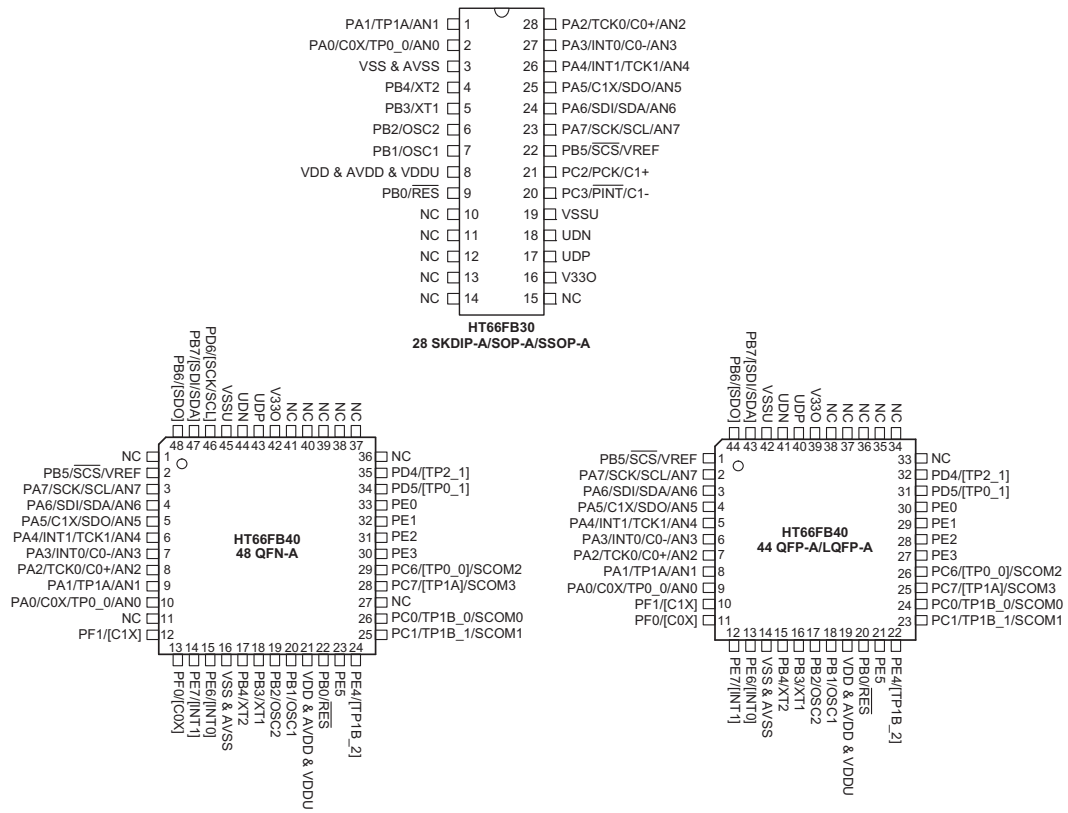 PA1/TP1A/AN1 1 28 PA2/TCK0/C0+/AN2
PA0/C0X/TP0_0/AN0 2 27 PA3/INT0/C0-/AN3
VSS & AVSS 3 26 PA4/INT1/TCK1/AN4
PB4/XT2 4 25 PA5/C1X/SDO/AN5
PB3/XT1 5 24 PA6/SDI/SDA/AN6
PB2/OSC2 6 23 PA7/SCK/SCL/AN7
PB1/OSC1 7 22 PB5/SCS/VREF
VDD & AVDD & VDDU 8 21 PC2/PCK/C1+
PB0/RES 9 20 PC3/PINT/C1-
NC 10 19 VSSU
NC 11 18 UDN
NC 12 17 UDP
NC 13 16 V33O
NC 14 15 NC
HT66FB30
28 SKDIP-A/SOP-A/SSOP-A
PB6/[SDO] 48
PB7/[SDI/SDA] 47
PD6/[SCK/SCL] 46
VSSU 45
UDN 44
UDP 43
V33O 42
NC 41
NC 40
NC 39
NC 38
NC 37
NC 1
PB5/SCS/VREF 2
PA7/SCK/SCL/AN7 3
PA6/SDI/SDA/AN6 4
PA5/C1X/SDO/AN5 5
PA4/INT1/TCK1/AN4 6
PA3/INT0/C0-/AN3 7
PA2/TCK0/C0+/AN2 8
PA1/TP1A/AN1 9
PA0/C0X/TP0_0/AN0 10
NC 11
PF1/[C1X] 12
HT66FB40
48 QFN-A
36 NC
35 PD4/[TP2_1]
34 PD5/[TP0_1]
33 PE0
32 PE1
31 PE2
30 PE3
29 PC6/[TP0_0]/SCOM2
28 PC7/[TP1A]/SCOM3
27 NC
26 PC0/TP1B_0/SCOM0
25 PC1/TP1B_1/SCOM1
13 PF0/[C0X]
14 PE7/[INT1]
15 PE6/[INT0]
16 VSS & AVSS
17 PB4/XT2
18 PB3/XT1
19 PB2/OSC2
20 PB1/OSC1
21 VDD & AVDD & VDDU
22 PB0/RES
23 PE5
24 PE4/[TP1B_2]
PB6/[SDO] 44
PB7/[SDI/SDA] 43
VSSU 42
UDN 41
UDP 40
V33O 39
NC 38
NC 37
NC 36
NC 35
NC 34
PB5/SCS/VREF 1
PA7/SCK/SCL/AN7 2
PA6/SDI/SDA/AN6 3
PA5/C1X/SDO/AN5 4
PA4/INT1/TCK1/AN4 5
PA3/INT0/C0-/AN3 6
PA2/TCK0/C0+/AN2 7
PA1/TP1A/AN1 8
PA0/C0X/TP0_0/AN0 9
PF1/[C1X] 10
PF0/[C0X] 11
HT66FB40
44 QFP-A/LQFP-A
33 NC
32 PD4/[TP2_1]
31 PD5/[TP0_1]
30 PE0
29 PE1
28 PE2
27 PE3
26 PC6/[TP0_0]/SCOM2
25 PC7/[TP1A]/SCOM3
24 PC0/TP1B_0/SCOM0
23 PC1/TP1B_1/SCOM1
12 PE7/[INT1]
13 PE6/[INT0]
14 VSS & AVSS
15 PB4/XT2
16 PB3/XT1
17 PB2/OSC2
18 PB1/OSC1
19 VDD & AVDD & VDDU
20 PB0/RES
21 PE5
22 PE4/[TP1B_2]